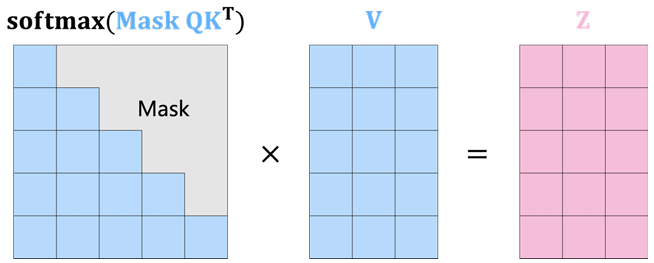 softmax(Mask QKᵀ) V Z
Mask
× =